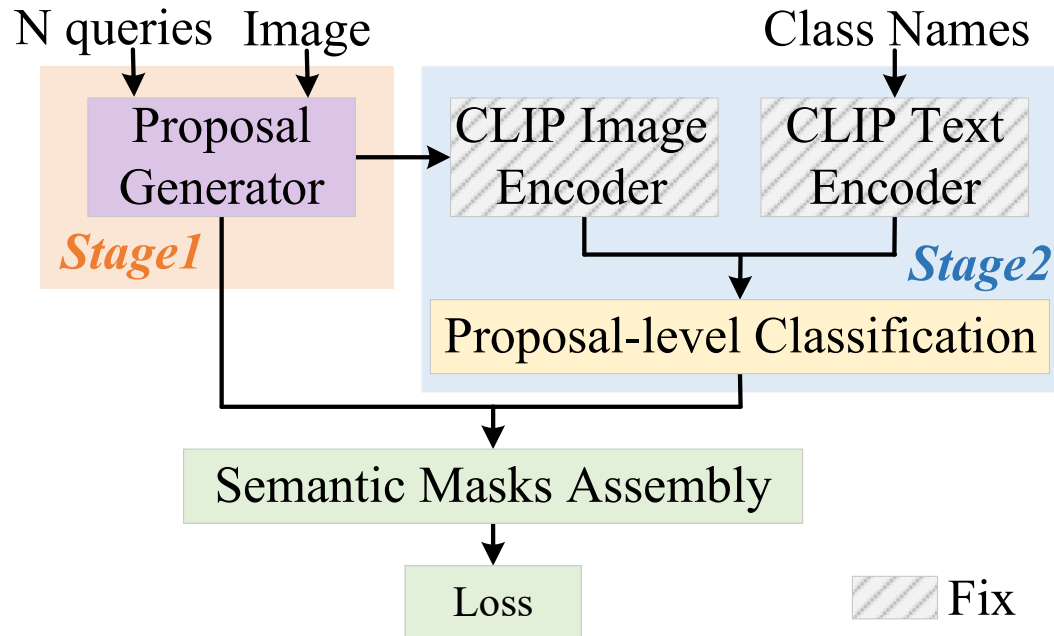 N queries
Image
Class Names
Proposal
Generator
CLIP Image
Encoder
CLIP Text
Encoder
Stage1
Stage2
Proposal-level Classification
Semantic Masks Assembly
Loss
Fix